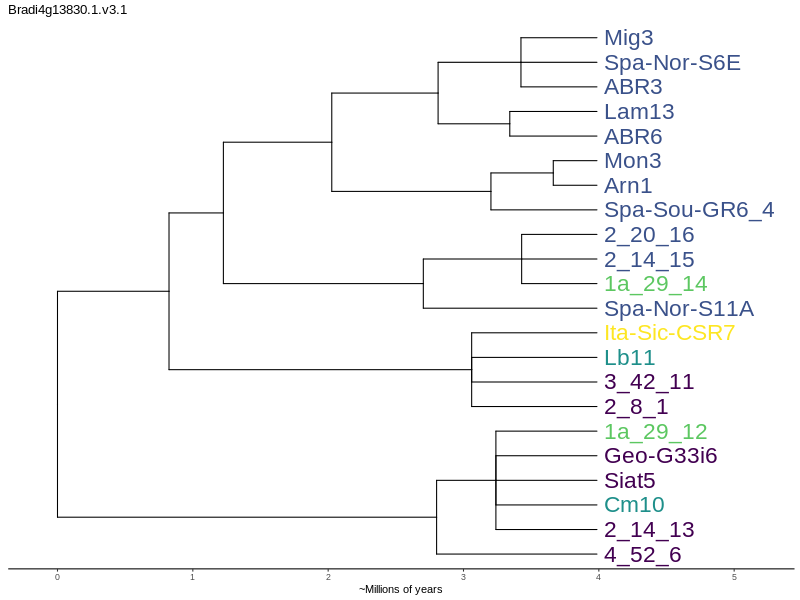 Bradi4g13830.1.v3.1
Mig3
Spa-Nor-S6E
ABR3
Lam13
ABR6
Mon3
Arn1
Spa-Sou-GR6_4
2_20_16
2_14_15
1a_29_14
Spa-Nor-S11A
Ita-Sic-CSR7
Lb11
3_42_11
2_8_1
1a_29_12
Geo-G33i6
Siat5
Cm10
2_14_13
4_52_6
0 1 2 3 4 5
~Millions of years